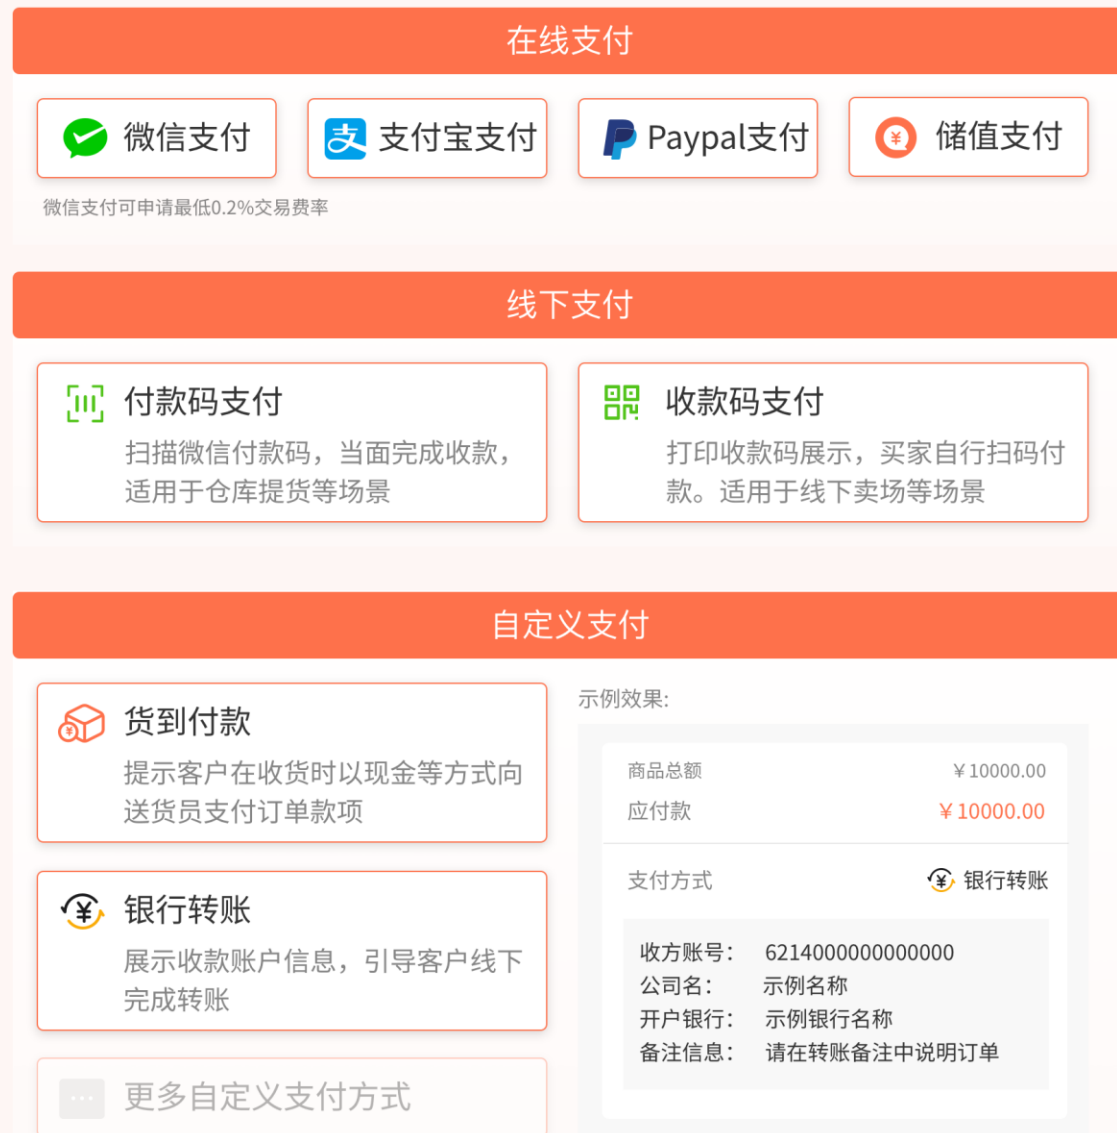 在线支付
微信支付
支付宝支付
Paypal支付
储值支付
微信支付可申请最低0.2%交易费率
线下支付
付款码支付
扫描微信付款码，当面完成收款，
适用于仓库提货等场景
收款码支付
打印收款码展示，买家自行扫码付
款。适用于线下卖场等场景
自定义支付
货到付款
提示客户在收货时以现金等方式向
送货员支付订单款项
银行转账
展示收款账户信息，引导客户线下
完成转账
更多自定义支付方式
示例效果:
商品总额 ￥10000.00
应付款 ￥10000.00
支付方式 银行转账
收方账号： 6214000000000000
公司名： 示例名称
开户银行： 示例银行名称
备注信息： 请在转账备注中说明订单